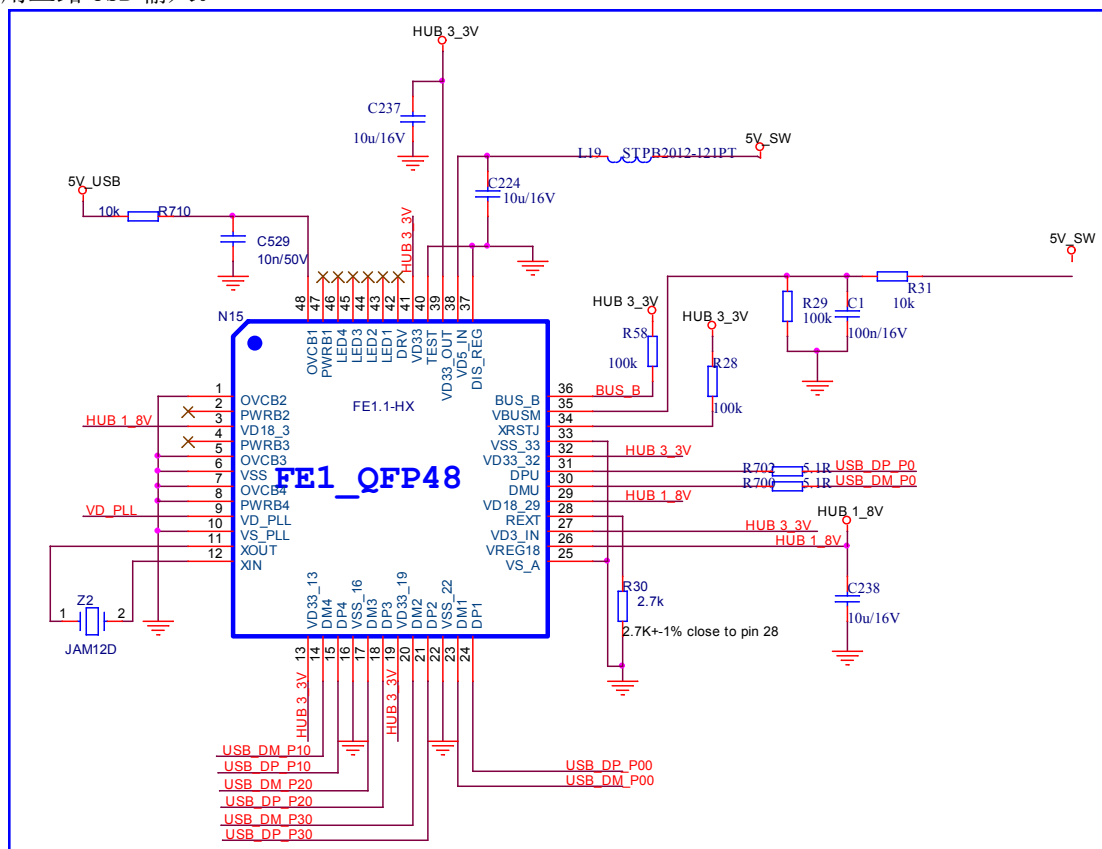 HUB 3_3V
C237
10u/16V
5V_SW
L19 STPB2012-121PT
C224
10u/16V
5V_USB
10k R710
C529
10n/50V
HUB 3_3V
5V_SW
R31
10k
R29
100k
C1
100n/16V
HUB 3_3V
R58
100k
HUB 3_3V
R28
100k
48 47 46 45 44 43 42 41 40 39 38 37
N15
OVCB1 PWRB1 LED4 LED3 LED2 LED1 DRV VD33 TEST VD33_OUT VD5_IN DIS_REG
FE1.1-HX
FE1_QFP48
1 OVCB2
2 PWRB2
HUB 1_8V 3 VD18_3
4 PWRB3
5 OVCB3
6 VSS
7 OVCB4
8 PWRB4
VD_PLL 9 VD_PLL
10 VS_PLL
11 XOUT
12 XIN
BUS_B 36 BUS_B
VBUSM 35
XRSTJ 34
VSS_33 33
VD33_32 32 HUB 3_3V
DPU 31 R702 5.1R USB_DP_P0
DMU 30 R700 5.1R USB_DM_P0
VD18_29 29 HUB 1_8V
REXT 28
VD3_IN 27 HUB 3_3V
VREG18 26 HUB 1_8V
VS_A 25
HUB 1_8V
C238
10u/16V
R30
2.7k
2.7K+-1% close to pin 28
Z2
1 2
JAM12D
VD33_13 DM4 DP4 VSS_16 DM3 DP3 VD33_19 DM2 DP2 VSS_22 DM1 DP1
13 14 15 16 17 18 19 20 21 22 23 24
HUB 3_3V
HUB 3_3V
USB_DM_P10
USB_DP_P10
USB_DM_P20
USB_DP_P20
USB_DM_P30
USB_DP_P30
USB_DP_P00
USB_DM_P00